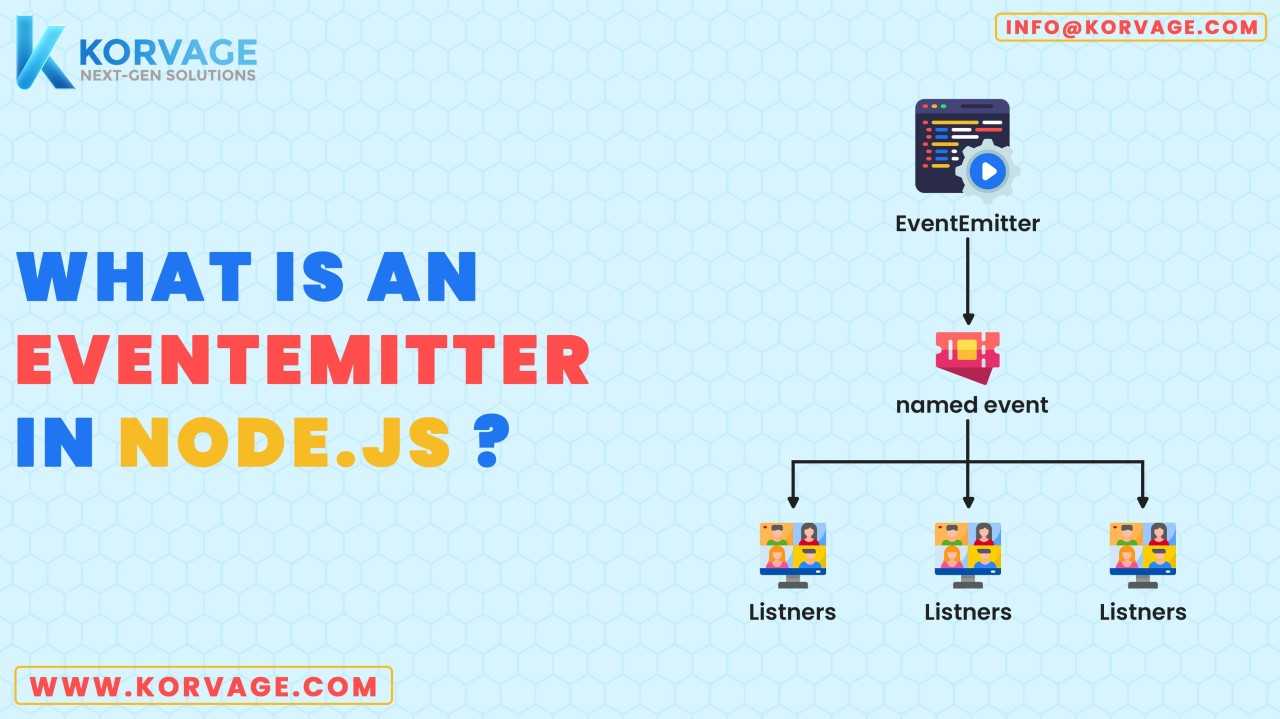 KORVAGE
NEXT-GEN SOLUTIONS
INFO@KORVAGE.COM
WHAT IS AN
EVENTEMITTER
IN NODE.JS ?
EventEmitter
named event
Listners Listners Listners
WWW.KORVAGE.COM